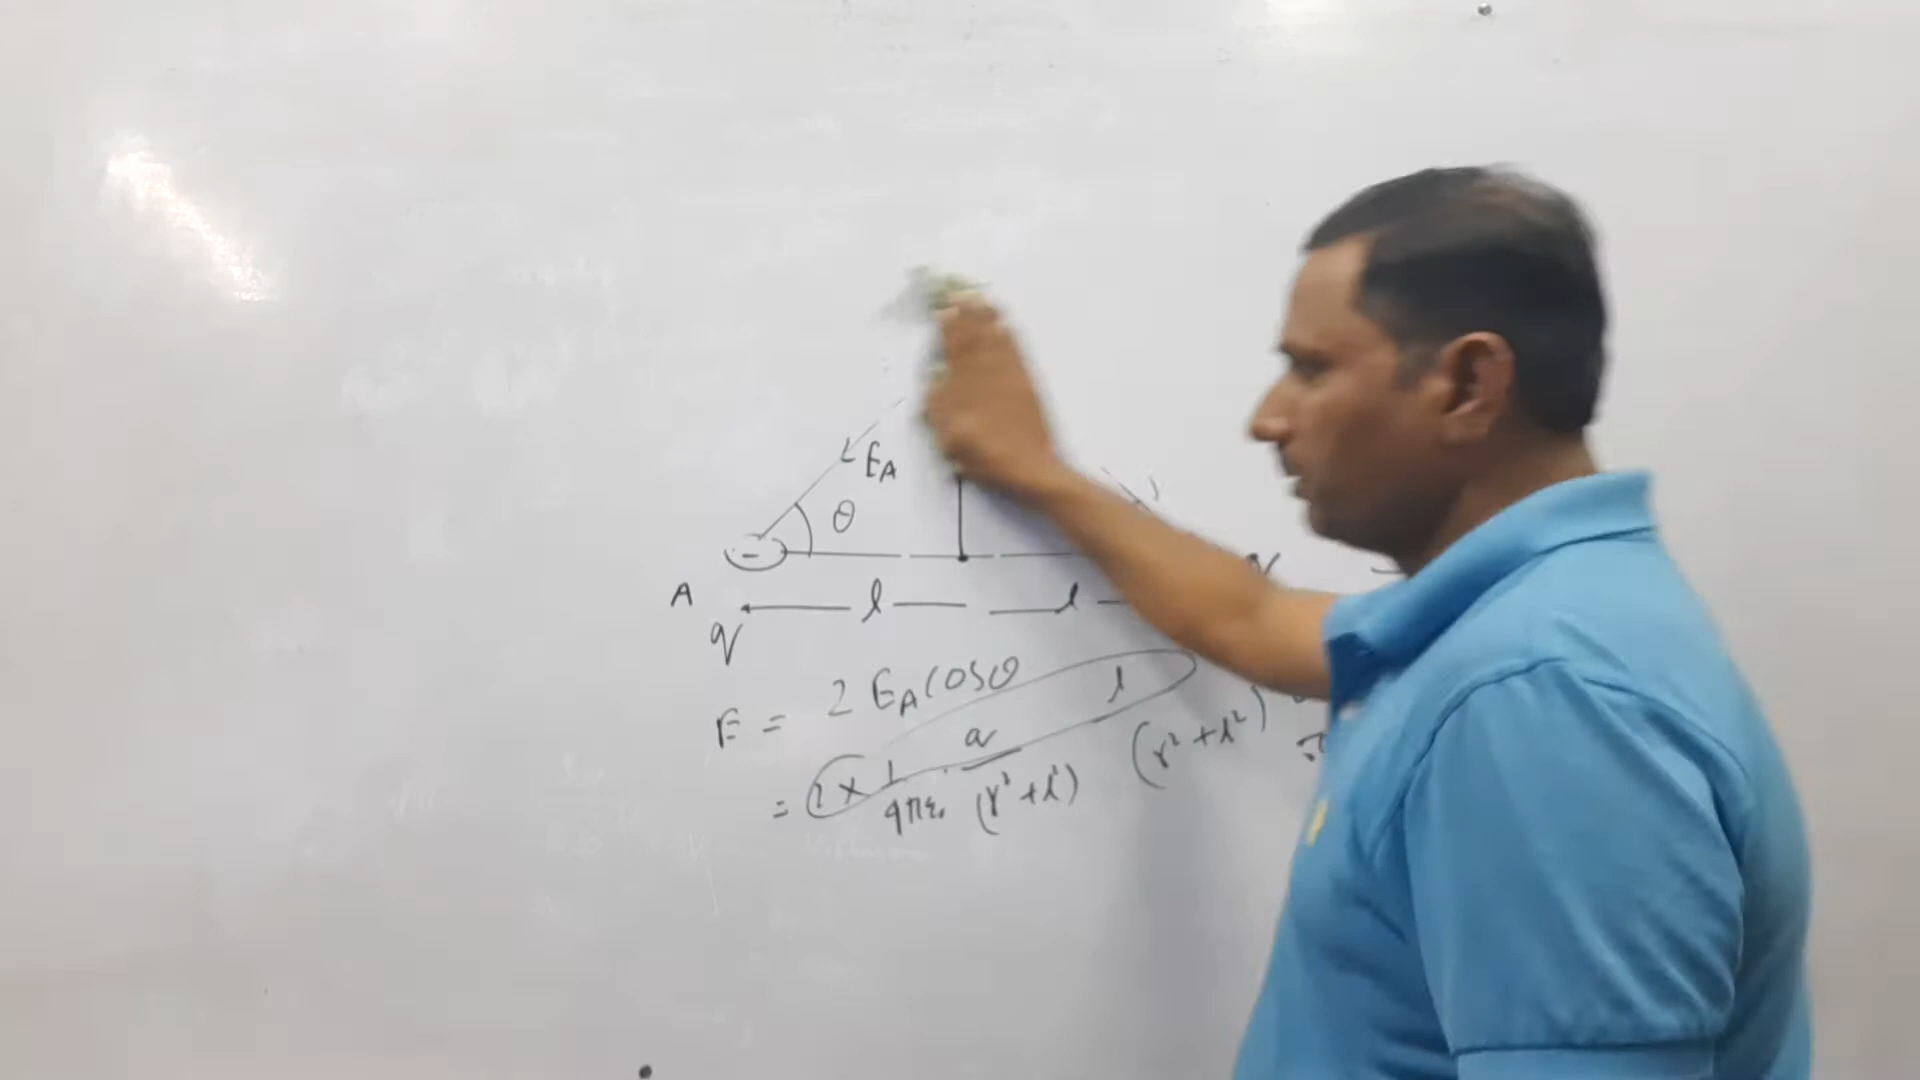 E_A
θ
-
A
l l
q
E = 2 E_A cosθ
l
= 2 × 1 . q (r² + l²)
4πε₀ (r² + l²)